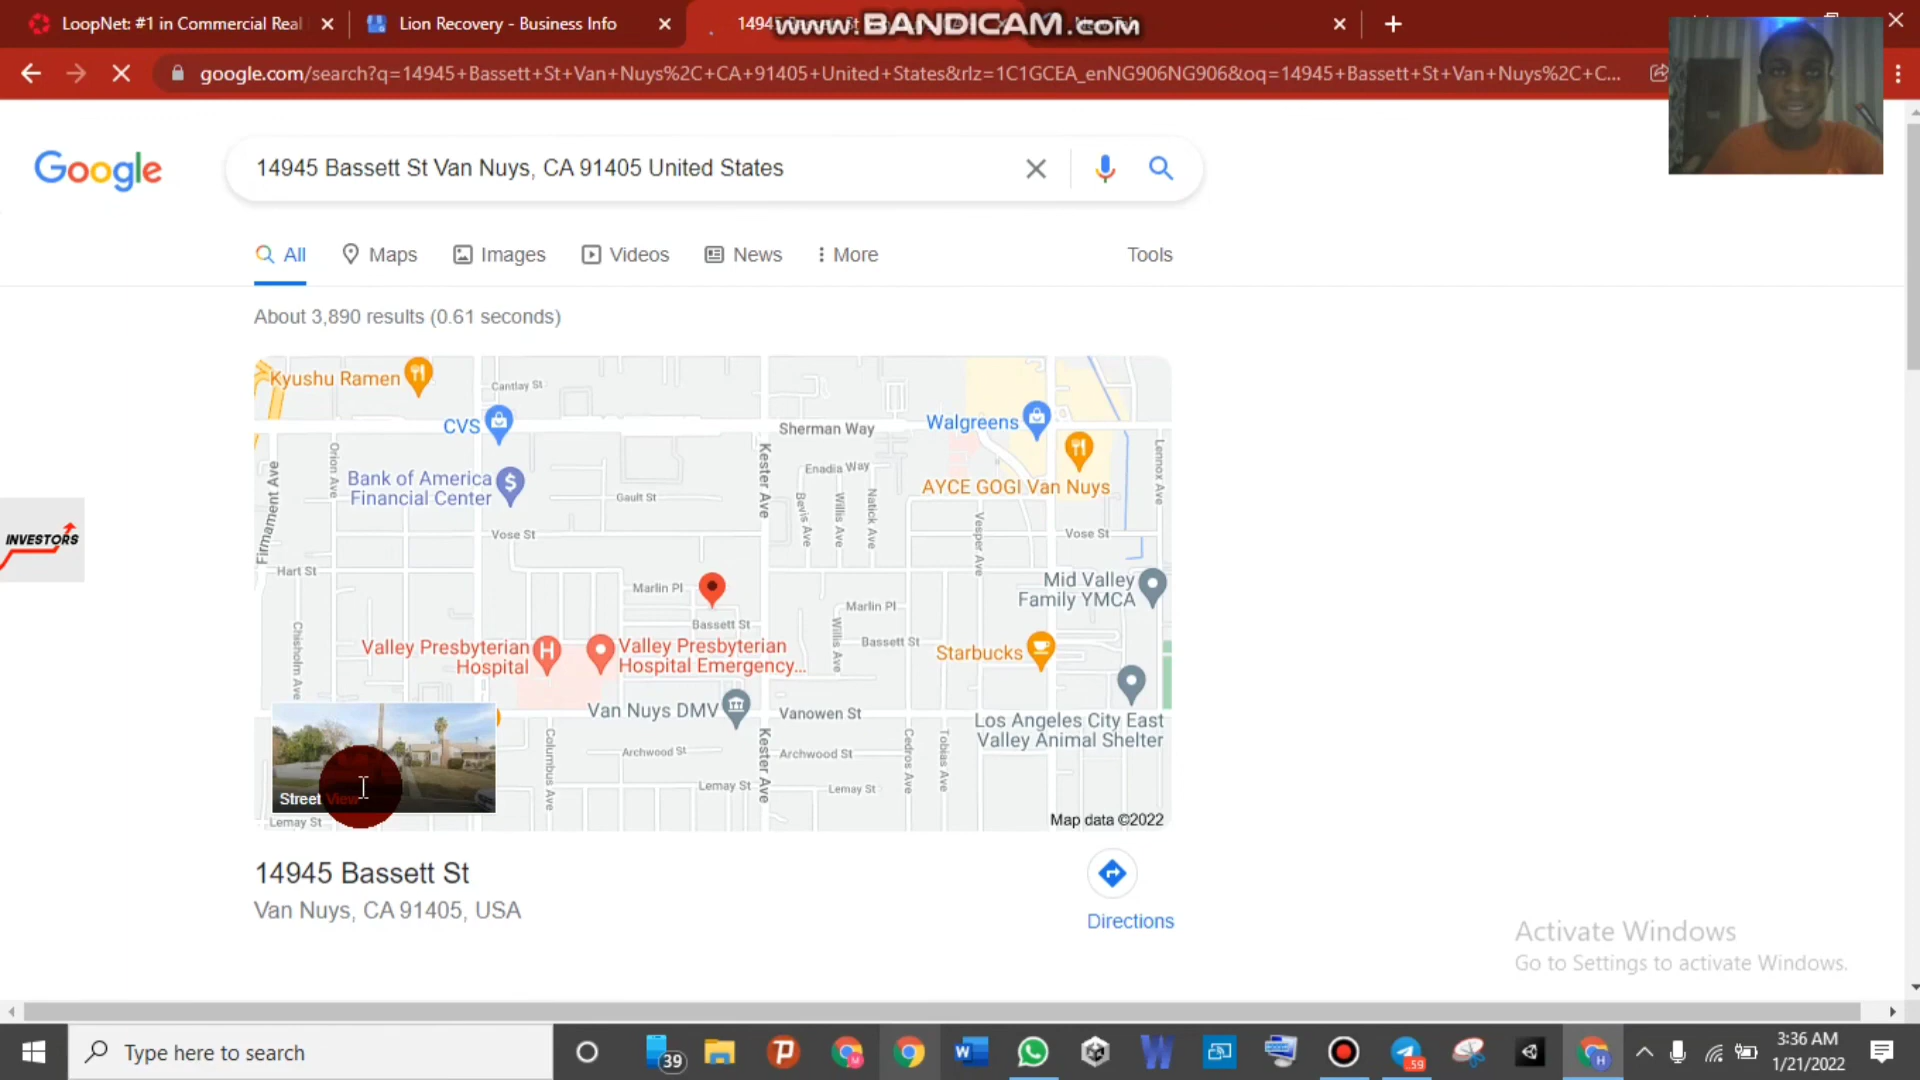 LoopNet: #1 in Commercial Real
Lion Recovery - Business Info
1494
www.BANDICAM.com
google.com/search?q=14945+Bassett+St+Van+Nuys%2C+CA+91405+United+States&rlz=1C1GCEA_enNG906NG906&oq=14945+Bassett+St+Van+Nuys%2C+C...
Google
14945 Bassett St Van Nuys, CA 91405 United States
All
Maps
Images
Videos
News
More
Tools
About 3,890 results (0.61 seconds)
Kyushu Ramen
Cantlay St
CVS
Sherman Way
Walgreens
Orion Ave
Firmament Ave
Kester Ave
Enadia Way
Lennox Ave
Bank of America
Financial Center
Gault St
Bevis Ave
Willis Ave
Natick Ave
AYCE GOGI Van Nuys
Vose St
Vesper Ave
Vose St
INVESTORS
Hart St
Marlin Pl
Mid Valley
Family YMCA
Marlin Pl
Bassett St
Chisholm Ave
Willis Ave
Bassett St
Valley Presbyterian
Hospital
Valley Presbyterian
Hospital Emergency...
Starbucks
Van Nuys DMV
Vanowen St
Los Angeles City East
Valley Animal Shelter
Columbus Ave
Archwood St
Kester Ave
Archwood St
Cedros Ave
Tobias Ave
Lemay St
Lemay St
Street View
Lemay St
Map data ©2022
14945 Bassett St
Van Nuys, CA 91405, USA
Directions
Activate Windows
Go to Settings to activate Windows.
Type here to search
39
59
3:36 AM
1/21/2022